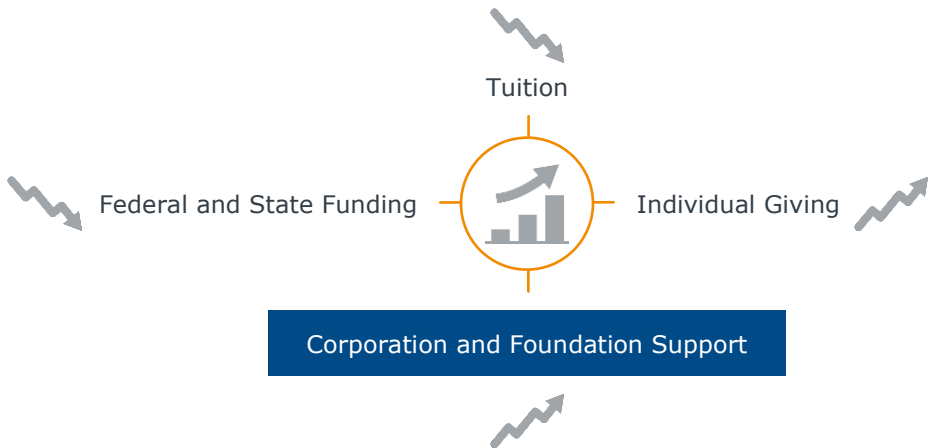 Tuition
Federal and State Funding
Individual Giving
Corporation and Foundation Support